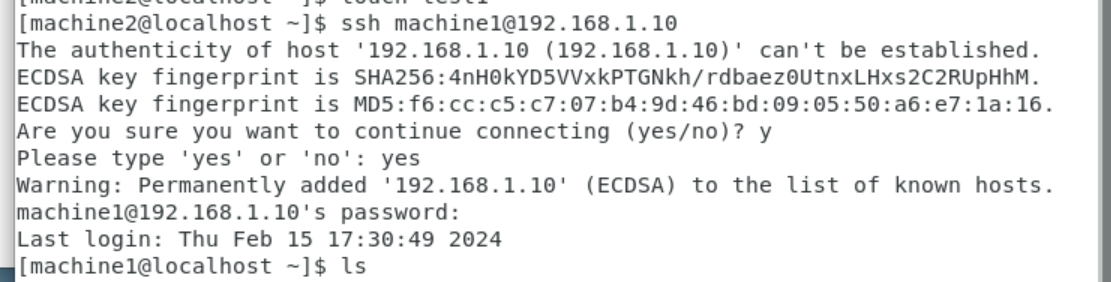 [machine2@localhost ~]$ touch test1
[machine2@localhost ~]$ ssh machine1@192.168.1.10
The authenticity of host '192.168.1.10 (192.168.1.10)' can't be established.
ECDSA key fingerprint is SHA256:4nH0kYD5VVxkPTGNkh/rdbaez0UtnxLHxs2C2RUpHhM.
ECDSA key fingerprint is MD5:f6:cc:c5:c7:07:b4:9d:46:bd:09:05:50:a6:e7:1a:16.
Are you sure you want to continue connecting (yes/no)? y
Please type 'yes' or 'no': yes
Warning: Permanently added '192.168.1.10' (ECDSA) to the list of known hosts.
machine1@192.168.1.10's password:
Last login: Thu Feb 15 17:30:49 2024
[machine1@localhost ~]$ ls